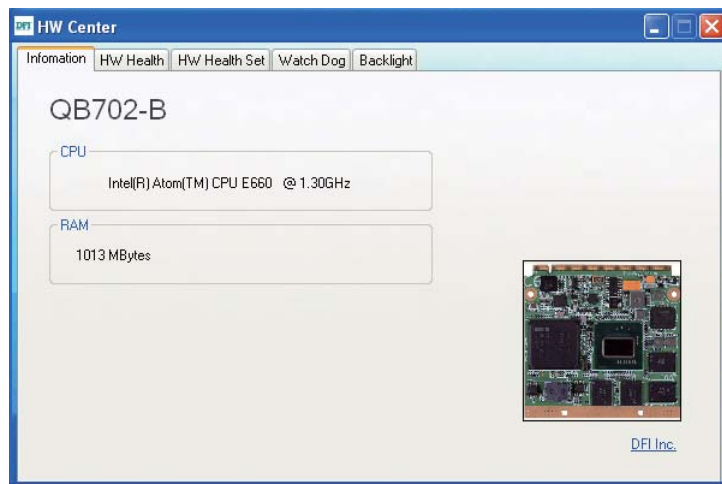 DFI HW Center
Infomation HW Health HW Health Set Watch Dog Backlight
QB702-B
CPU
Intel(R) Atom(TM) CPU E660 @ 1.30GHz
RAM
1013 MBytes
DFI Inc.